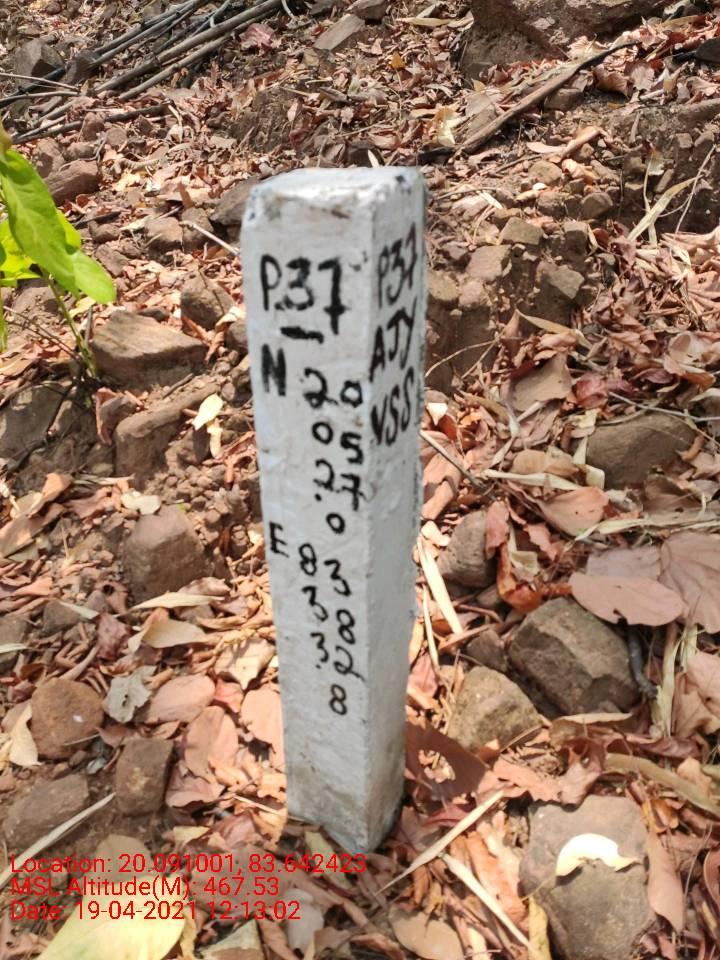 P.37
N 20
05
.27
0
E 83
38
.32
8
P37
AJY
VSS
Location: 20.091001, 83.642423
MSL Altitude(M): 467.53
Date: 19-04-2021 12:13:02